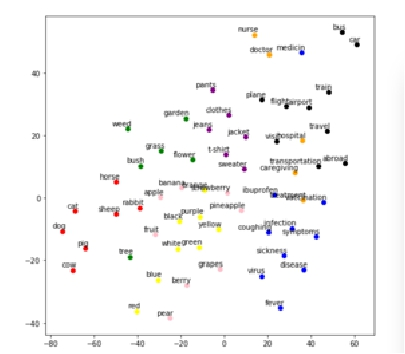 nurse
bus
car
doctor
medicin
40
pants
train
plane
flight
airport
garden
clothes
weed
jeans
jacket
travel
20
visit
hospital
grass
t-shirt
bush
flower
transportation
abroad
sweater
caregiving
horse
banana
apple
ibuprofen
treatment
0
rabbit
pineapple
cat
sheep
purple
black
yellow
coughing
infection
dog
fruit
symptoms
pig
white
green
tree
sickness
-20
cow
grapes
virus
disease
blue
berry
red
pear
fever
-40
-80 -60 -40 -20 0 20 40 60